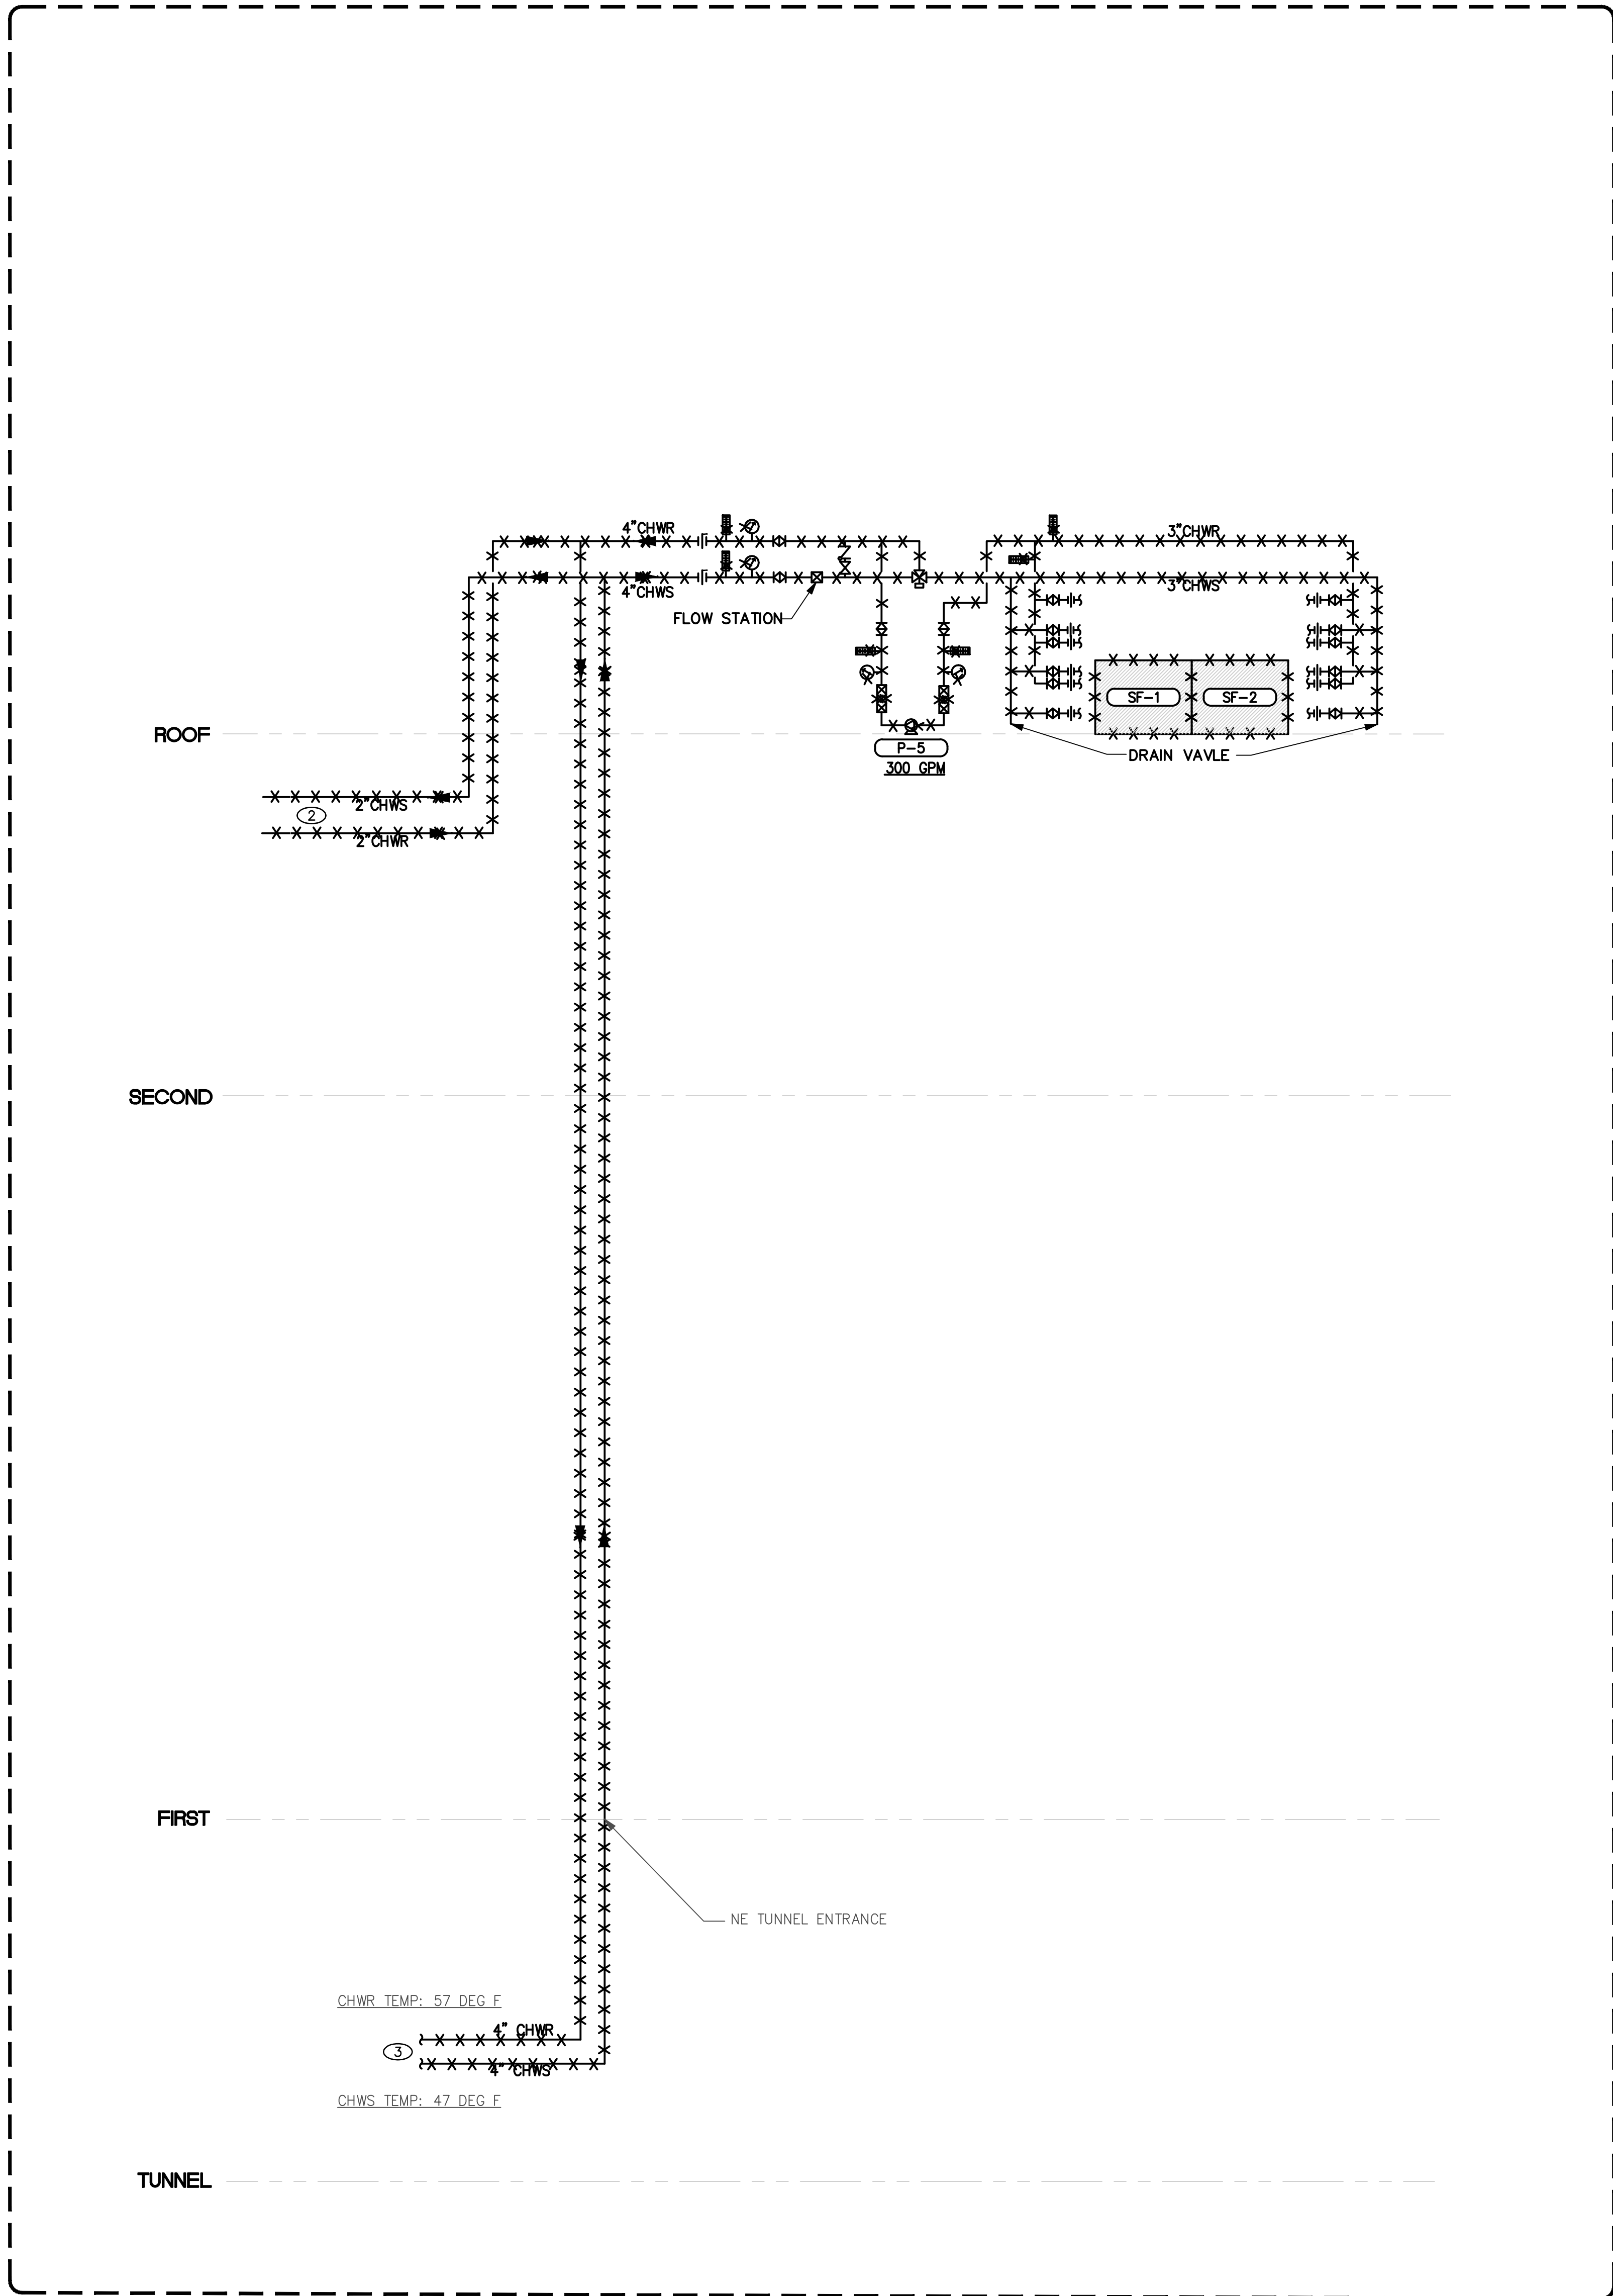 4"CHWR
3"CHWR
4"CHWS
3"CHWS
FLOW STATION
SF-1
SF-2
ROOF
P-5
DRAIN VAVLE
300 GPM
2"CHWS
2
2"CHWR
SECOND
FIRST
NE TUNNEL ENTRANCE
CHWR TEMP: 57 DEG F
4" CHWR
3
4" CHWS
CHWS TEMP: 47 DEG F
TUNNEL